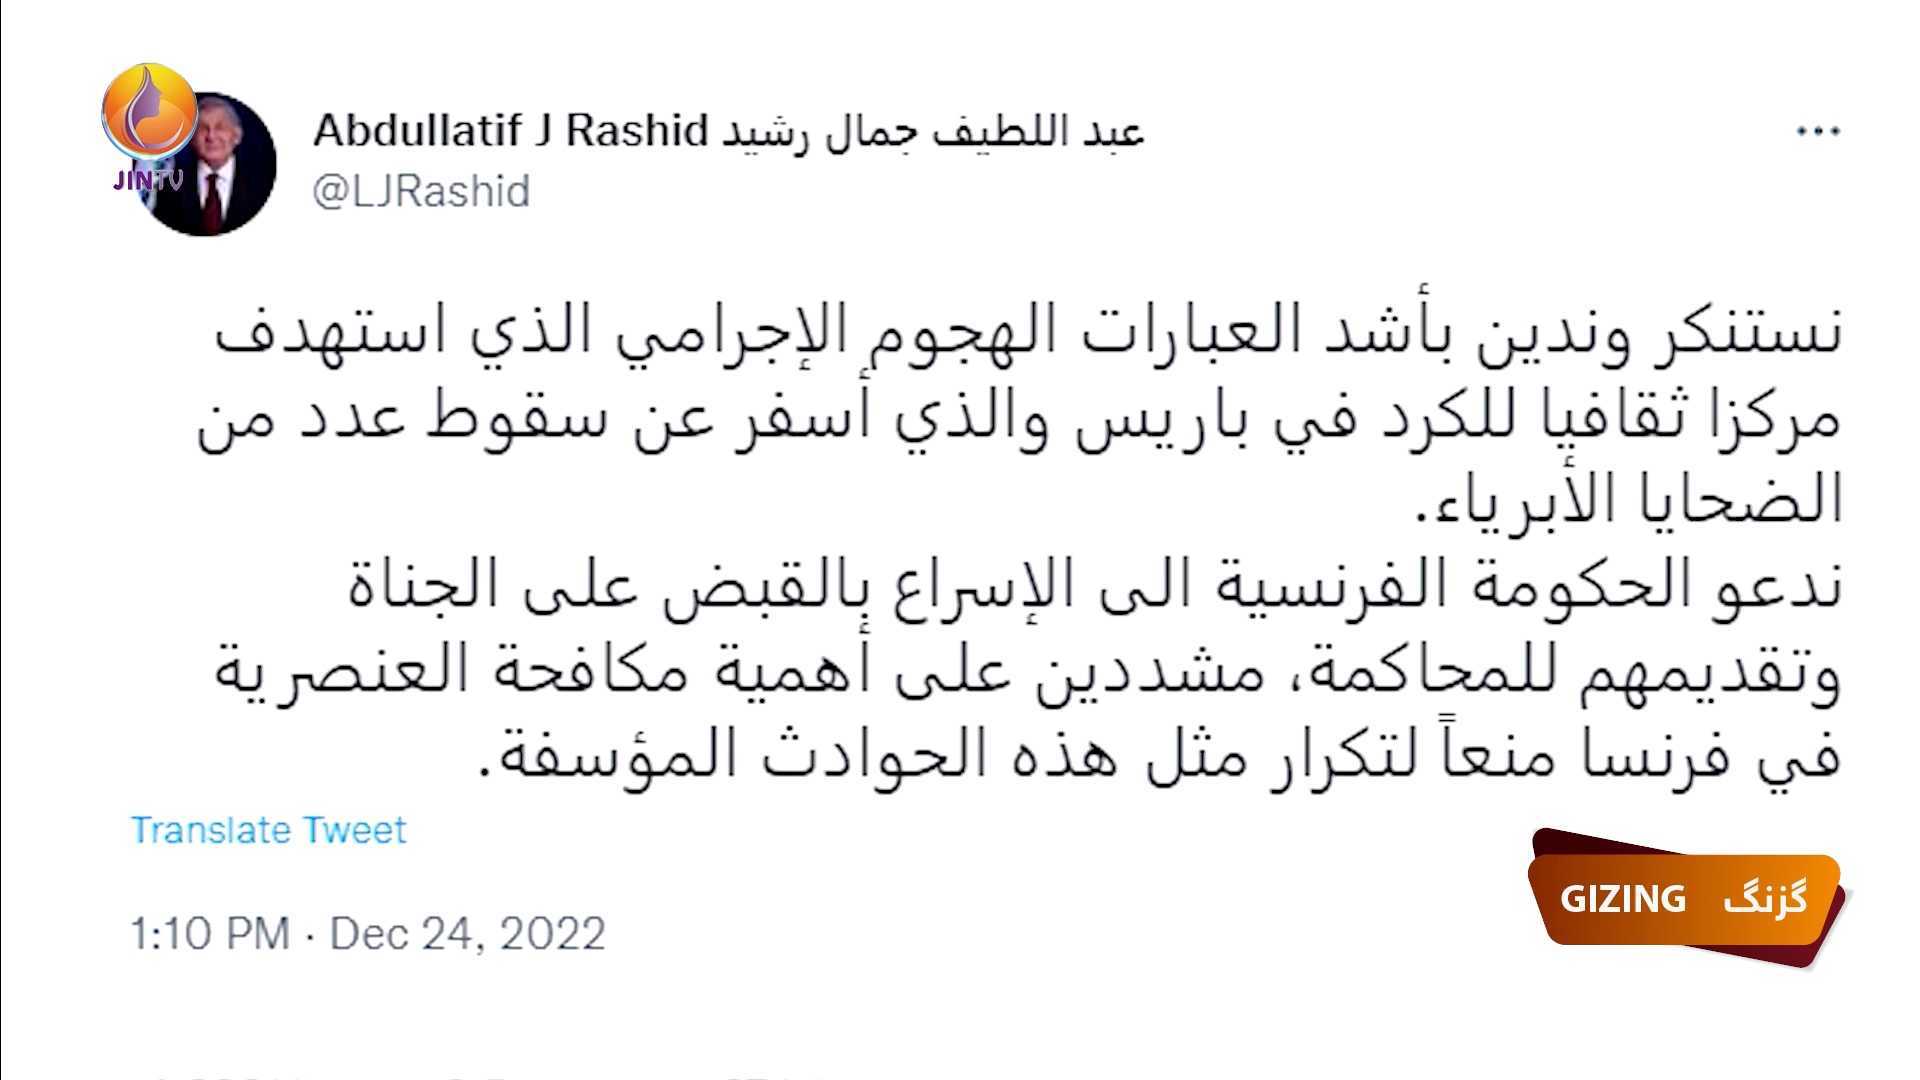 JINTV
Abdullatif J Rashid عبد اللطيف جمال رشيد
@LJRashid
نستنكر وندين بأشد العبارات الهجوم الإجرامي الذي استهدف
مركزا ثقافيا للكرد في باريس والذي أسفر عن سقوط عدد من
الضحايا الأبرياء.
ندعو الحكومة الفرنسية الى الإسراع بالقبض على الجناة
وتقديمهم للمحاكمة، مشددين على أهمية مكافحة العنصرية
في فرنسا منعاً لتكرار مثل هذه الحوادث المؤسفة.
Translate Tweet
GIZING گزنگ
1:10 PM · Dec 24, 2022